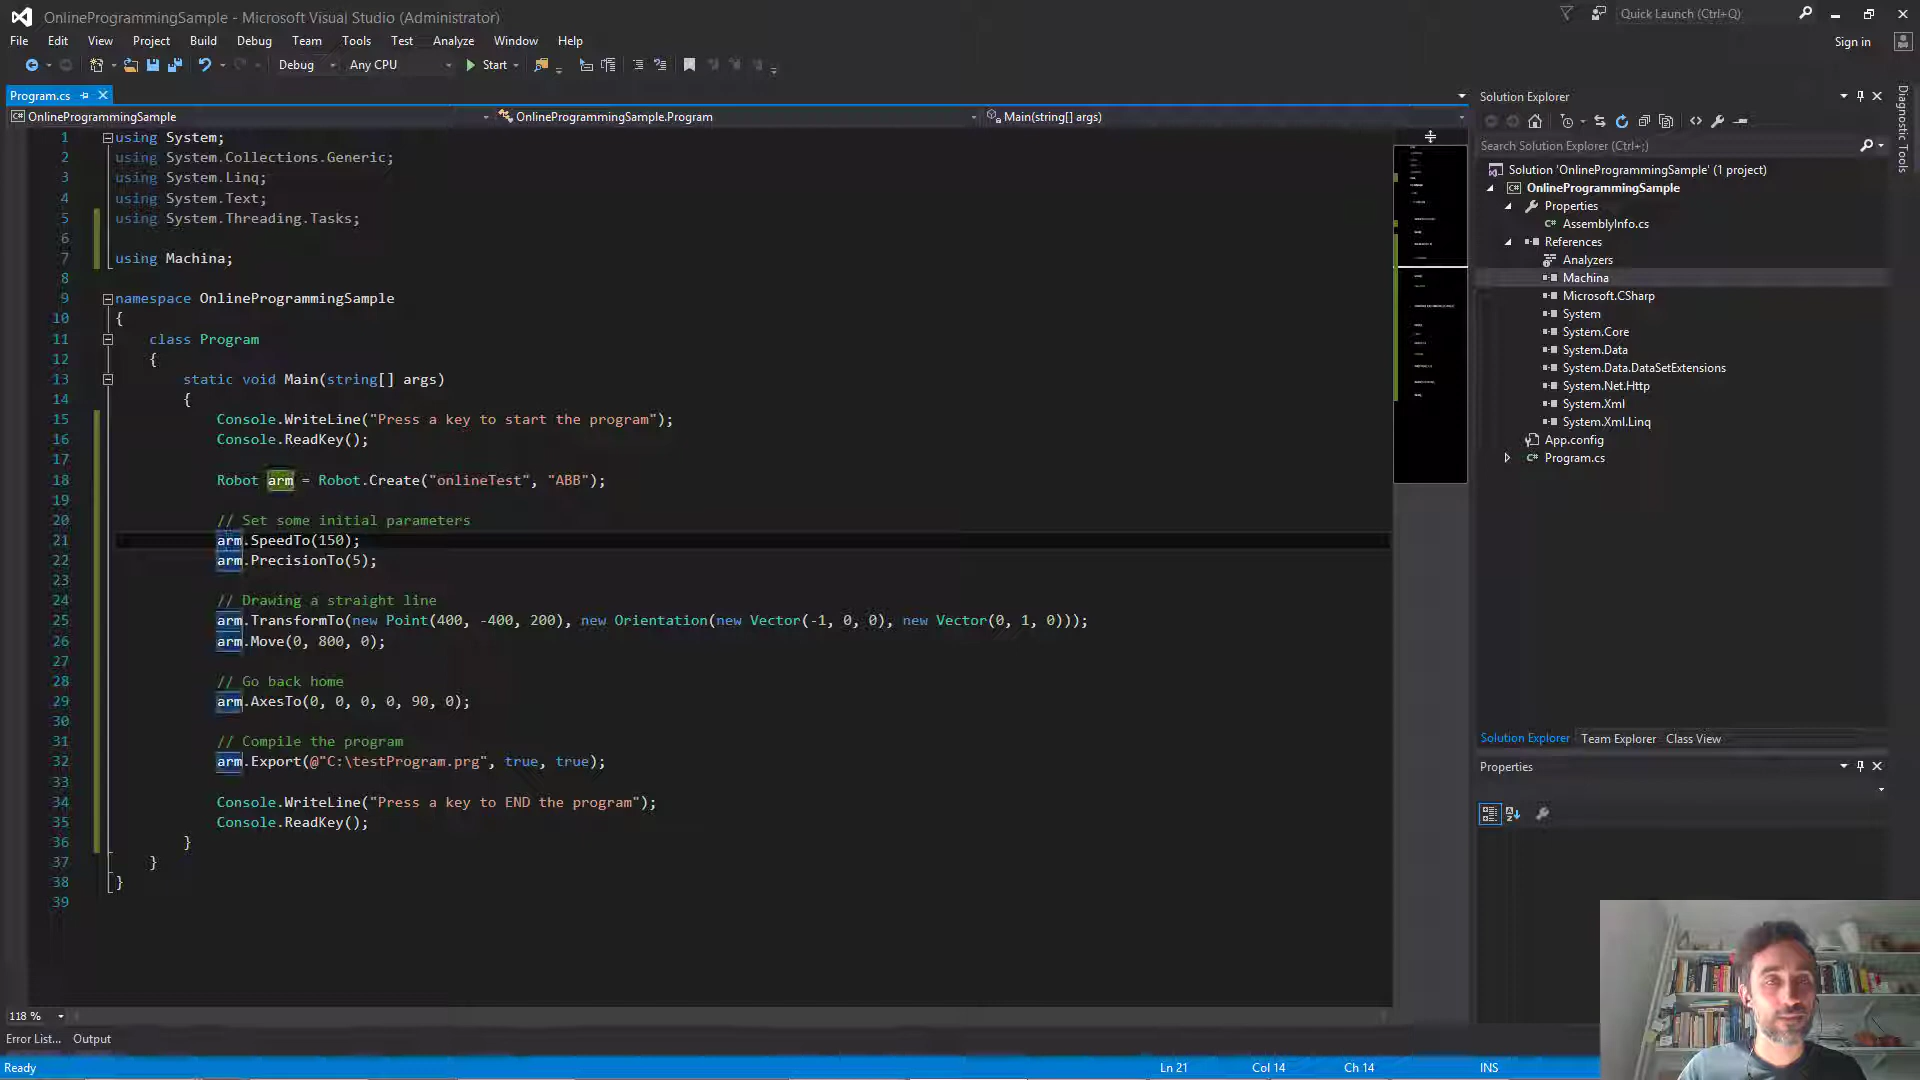 OnlineProgrammingSample - Microsoft Visual Studio (Administrator)
Quick Launch (Ctrl+Q)
File Edit View Project Build Debug Team Tools Test Analyze Window Help
Sign in
Debug Any CPU Start
Program.cs
OnlineProgrammingSample OnlineProgrammingSample.Program Main(string[] args)
1 using System;
2 using System.Collections.Generic;
3 using System.Linq;
4 using System.Text;
5 using System.Threading.Tasks;
6
7 using Machina;
8
9 namespace OnlineProgrammingSample
10 {
11 class Program
12 {
13 static void Main(string[] args)
14 {
15 Console.WriteLine("Press a key to start the program");
16 Console.ReadKey();
17
18 Robot arm = Robot.Create("onlineTest", "ABB");
19
20 // Set some initial parameters
21 arm.SpeedTo(150);
22 arm.PrecisionTo(5);
23
24 // Drawing a straight line
25 arm.TransformTo(new Point(400, -400, 200), new Orientation(new Vector(-1, 0, 0), new Vector(0, 1, 0)));
26 arm.Move(0, 800, 0);
27
28 // Go back home
29 arm.AxesTo(0, 0, 0, 0, 90, 0);
30
31 // Compile the program
32 arm.Export(@"C:\testProgram.prg", true, true);
33
34 Console.WriteLine("Press a key to END the program");
35 Console.ReadKey();
36 }
37 }
38 }
39
118 %
Error List... Output
Ready
Ln 21 Col 14 Ch 14 INS
Solution Explorer
Search Solution Explorer (Ctrl+;)
Solution 'OnlineProgrammingSample' (1 project)
OnlineProgrammingSample
Properties
AssemblyInfo.cs
References
Analyzers
Machina
Microsoft.CSharp
System
System.Core
System.Data
System.Data.DataSetExtensions
System.Net.Http
System.Xml
System.Xml.Linq
App.config
Program.cs
Solution Explorer Team Explorer Class View
Properties
Diagnostic Tools